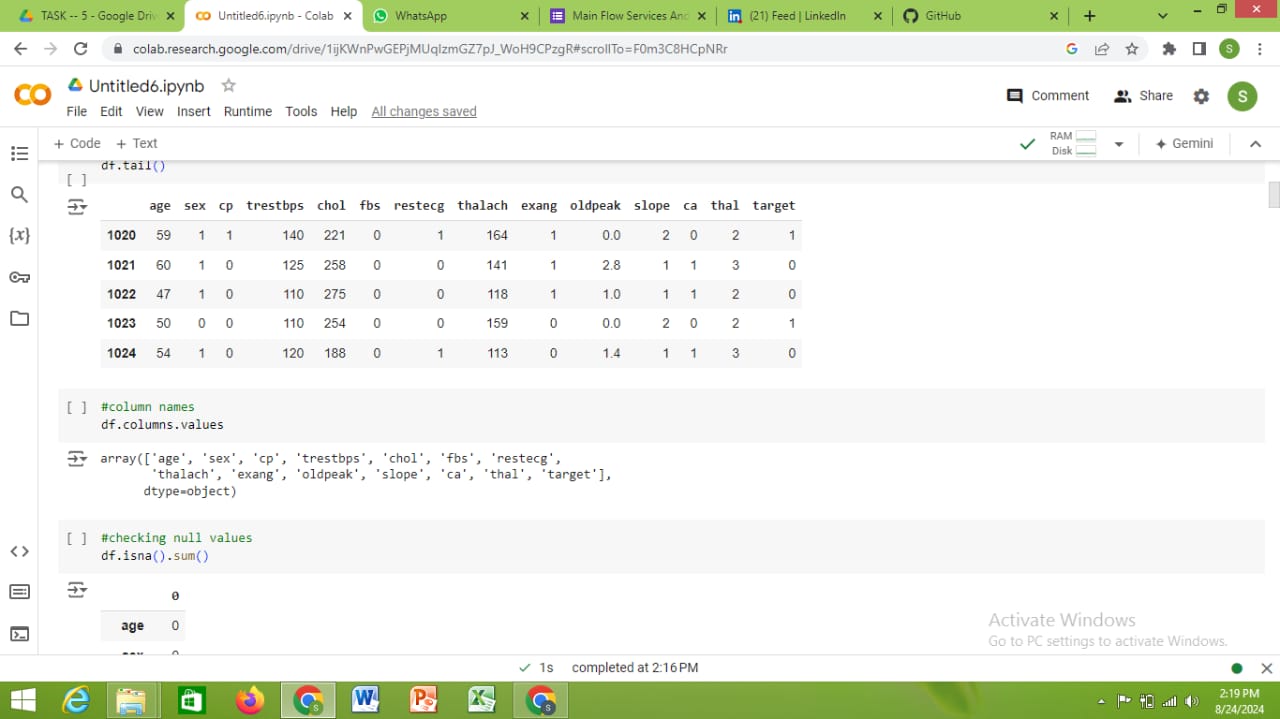 TASK -- 5 - Google Driv
Untitled6.ipynb - Colab
WhatsApp
Main Flow Services And
(21) Feed | LinkedIn
GitHub
colab.research.google.com/drive/1ijKWnPwGEPjMUqlzmGZ7pJ_WoH9CPzgR#scrollTo=F0m3C8HCpNRr
S
Untitled6.ipynb
File Edit View Insert Runtime Tools Help All changes saved
Comment Share S
+ Code + Text
RAM
Disk
Gemini
df.tail()
[ ]
age sex cp trestbps chol fbs restecg thalach exang oldpeak slope ca thal target
1020 59 1 1 140 221 0 1 164 1 0.0 2 0 2 1
1021 60 1 0 125 258 0 0 141 1 2.8 1 1 3 0
1022 47 1 0 110 275 0 0 118 1 1.0 1 1 2 0
1023 50 0 0 110 254 0 0 159 0 0.0 2 0 2 1
1024 54 1 0 120 188 0 1 113 0 1.4 1 1 3 0
[ ] #column names
df.columns.values
array(['age', 'sex', 'cp', 'trestbps', 'chol', 'fbs', 'restecg',
'thalach', 'exang', 'oldpeak', 'slope', 'ca', 'thal', 'target'],
dtype=object)
[ ] #checking null values
df.isna().sum()
0
age 0
Activate Windows
Go to PC settings to activate Windows.
1s completed at 2:16 PM
2:19 PM
8/24/2024